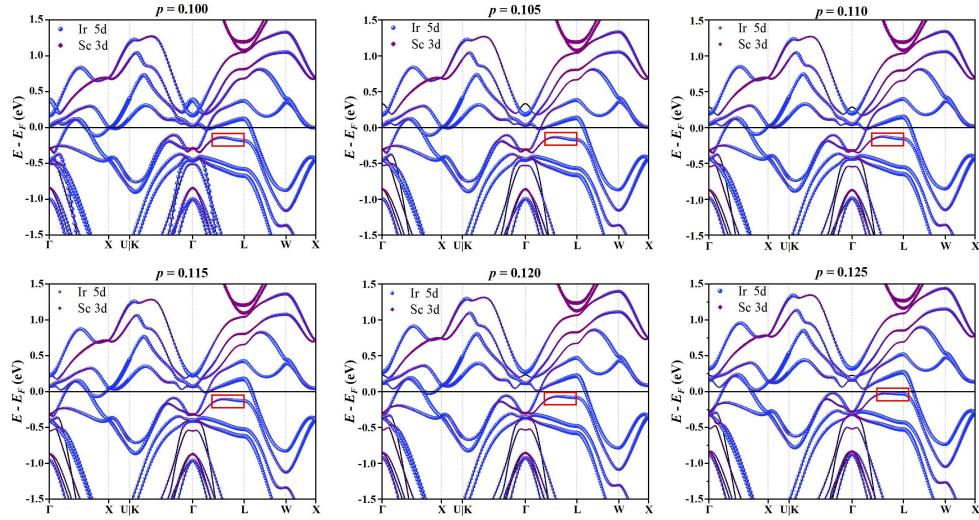 p = 0.100
p = 0.105
p = 0.110
1.5
1.0
0.5
0.0
-0.5
-1.0
1.5
E - E_F (eV)
Ir 5d
Sc 3d
Γ X U|K Γ L W X
1.5
1.0
0.5
0.0
-0.5
-1.0
1.5
E - E_F (eV)
Ir 5d
Sc 3d
Γ X U|K Γ L W X
1.5
1.0
0.5
0.0
-0.5
-1.0
1.5
E - E_F (eV)
Ir 5d
Sc 3d
Γ X U|K Γ L W X
p = 0.115
p = 0.120
p = 0.125
1.5
1.0
0.5
0.0
-0.5
-1.0
1.5
E - E_F (eV)
Ir 5d
Sc 3d
Γ X U|K Γ L W X
1.5
1.0
0.5
0.0
-0.5
-1.0
1.5
E - E_F (eV)
Ir 5d
Sc 3d
Γ X U|K Γ L W X
1.5
1.0
0.5
0.0
-0.5
-1.0
1.5
E - E_F (eV)
Ir 5d
Sc 3d
Γ X U|K Γ L W X